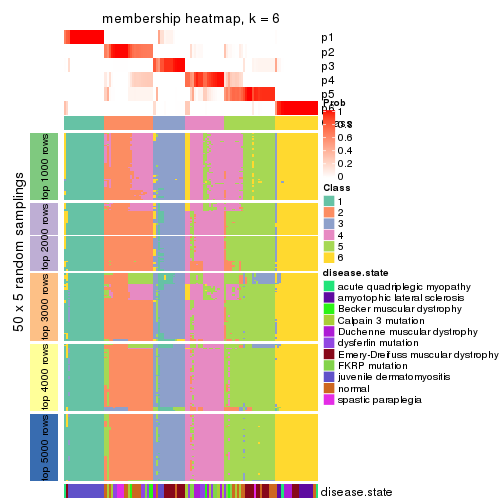 membership heatmap, k = 6
p1
p2
p3
p4
p5
p6
Prob
1
0.8
0.6
0.4
0.2
0
Class
1
2
3
4
5
6
disease.state
acute quadriplegic myopathy
amyotophic lateral sclerosis
Becker muscular dystrophy
Calpain 3 mutation
Duchenne muscular dystrophy
dysferlin mutation
Emery-Dreifuss muscular dystrophy
FKRP mutation
juvenile dermatomyositis
normal
spastic paraplegia
50 x 5 random samplings
top 1000 rows
top 2000 rows
top 3000 rows
top 4000 rows
top 5000 rows
disease.state